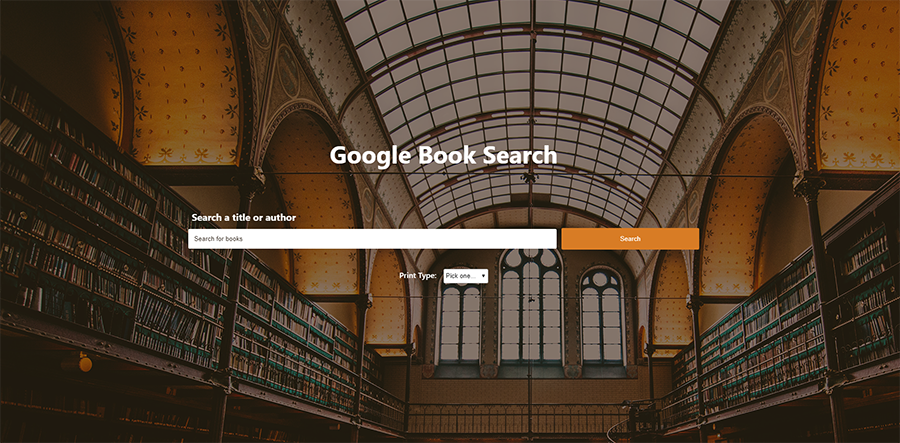 Google Book Search
Search a title or author
Search for books
Search
Print Type: Pick one...